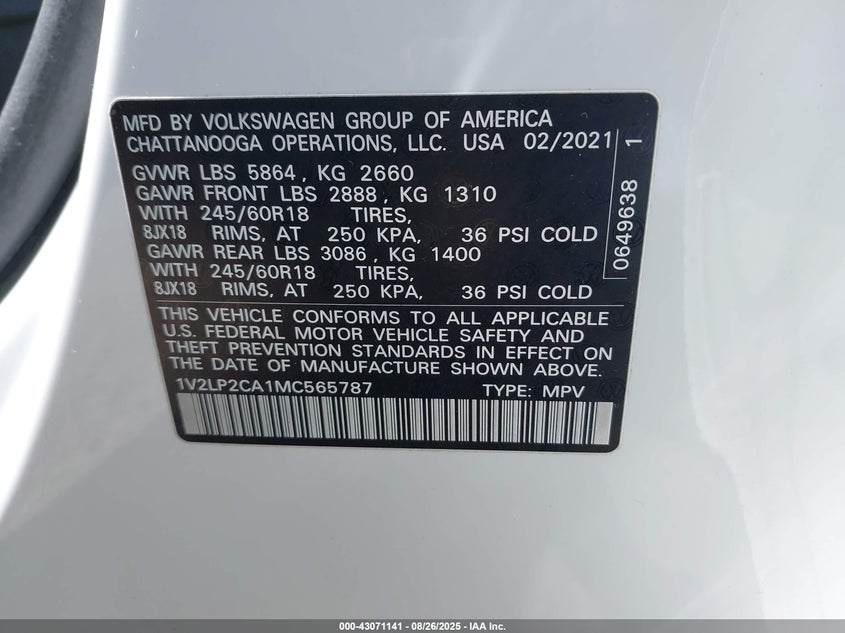 MFD BY VOLKSWAGEN GROUP OF AMERICA
CHATTANOOGA OPERATIONS, LLC. USA 02/2021
GVWR LBS 5864, KG 2660
GAWR FRONT LBS 2888, KG 1310
WITH 245/60R18 TIRES,
8JX18 RIMS, AT 250 KPA, 36 PSI COLD
GAWR REAR LBS 3086, KG 1400
WITH 245/60R18 TIRES,
8JX18 RIMS, AT 250 KPA, 36 PSI COLD
THIS VEHICLE CONFORMS TO ALL APPLICABLE
U.S. FEDERAL MOTOR VEHICLE SAFETY AND
THEFT PREVENTION STANDARDS IN EFFECT ON
THE DATE OF MANUFACTURE SHOWN ABOVE.
1V2LP2CA1MC565787 TYPE: MPV
0649638 1
000-43071141 - 08/26/2025 - IAA Inc.